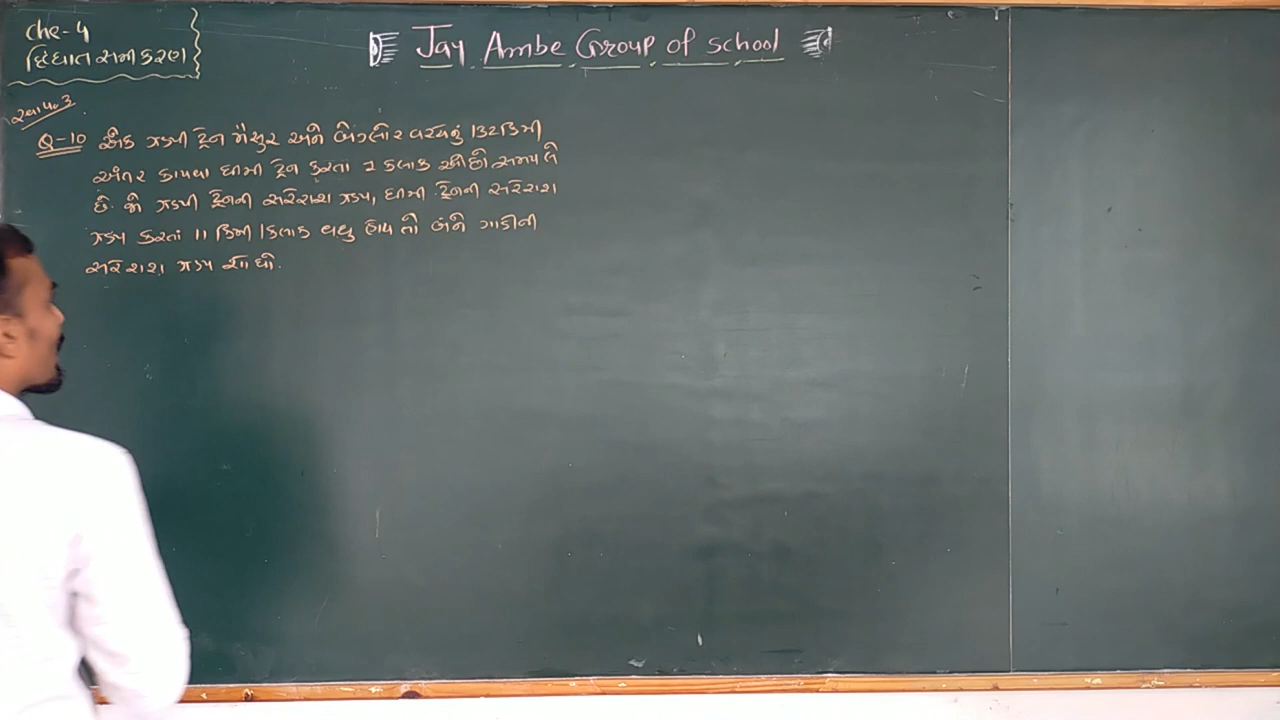 che-4
દ્વિઘાત સમીકરણ
Jay Ambe Group of school
સ્વા 4.3
Q-10 એક ઝડપી ટ્રેન મૈસુર અને બેંગ્લોર વચ્ચેનું 132 કિમી
અંતર કાપવા ધીમી ટ્રેન કરતા 1 કલાક ઓછો સમય લે
છે. જો ઝડપી ટ્રેનની સરેરાશ ઝડપ, ધીમી ટ્રેનની સરેરાશ
ઝડપ કરતાં 11 કિમી/કલાક વધુ હોય તો બંને ગાડીની
સરેરાશ ઝડપ શોધો.